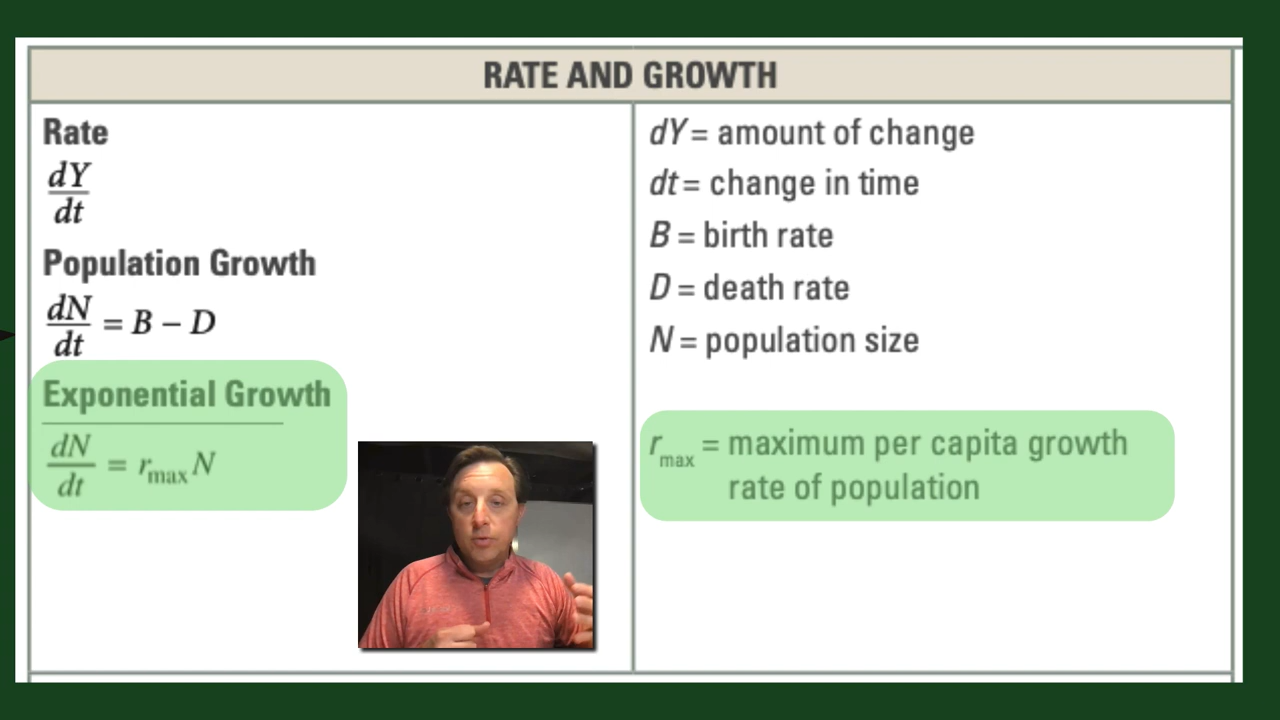 RATE AND GROWTH
Rate
dY
dt
Population Growth
dN
dt
= B – D
Exponential Growth
dN
dt
= rmax N
dY = amount of change
dt = change in time
B = birth rate
D = death rate
N = population size
rmax = maximum per capita growth
rate of population